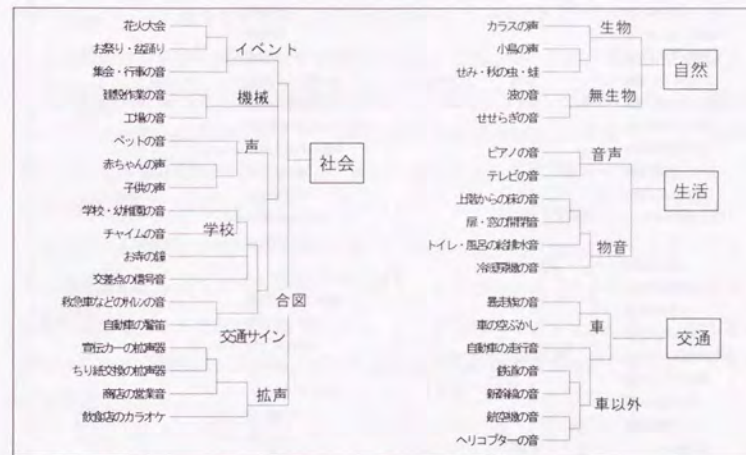 花火大会
お祭り・盆踊り
集会・行事の音
建設作業の音
工場の音
ペットの音
赤ちゃんの声
子供の声
学校・幼稚園の音
チャイムの音
お寺の鐘
交差点の信号音
救急車などのサイレンの音
自動車の警笛
宣伝カーの拡声器
ちり紙交換の拡声器
商店の営業音
飲食店のカラオケ
イベント
機械
声
学校
合図
交通サイン
拡声
社会
カラスの声
小鳥の声
せみ・秋の虫・蛙
波の音
せせらぎの音
生物
無生物
自然
ピアノの音
テレビの音
上階からの床の音
扉・窓の開閉音
トイレ・風呂の給排水音
冷暖房機の音
音声
物音
生活
暴走族の音
車の空ぶかし
自動車の走行音
鉄道の音
新幹線の音
航空機の音
ヘリコプターの音
車
車以外
交通